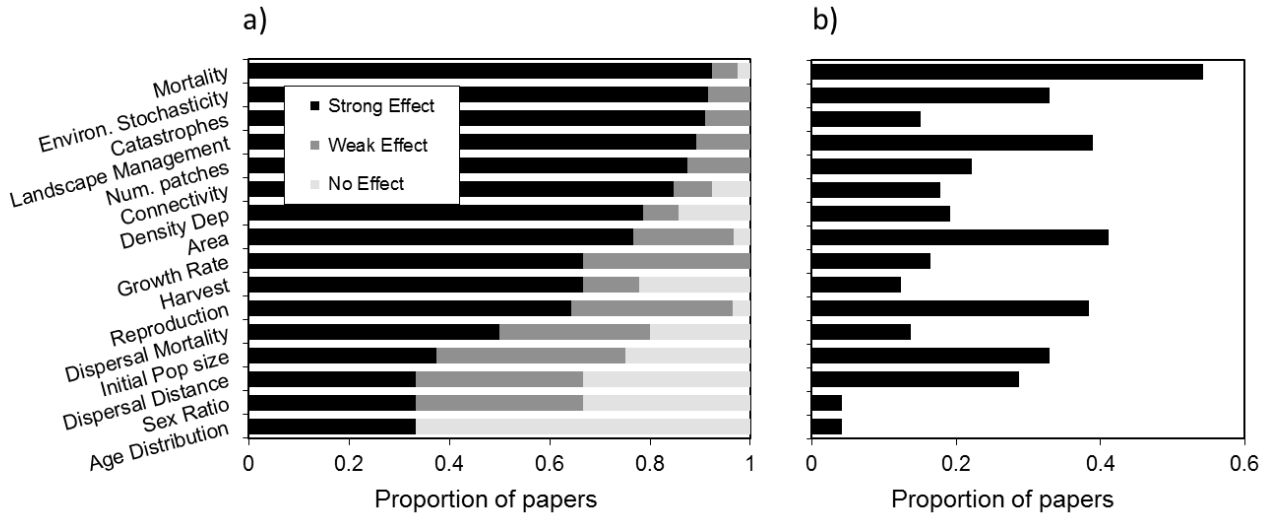 a)
b)
Mortality
Environ. Stochasticity
Catastrophes
Landscape Management
Num. patches
Connectivity
Density Dep
Area
Growth Rate
Harvest
Reproduction
Dispersal Mortality
Initial Pop size
Dispersal Distance
Sex Ratio
Age Distribution
Strong Effect
Weak Effect
No Effect
0 0.2 0.4 0.6 0.8 1
Proportion of papers
0 0.2 0.4 0.6
Proportion of papers